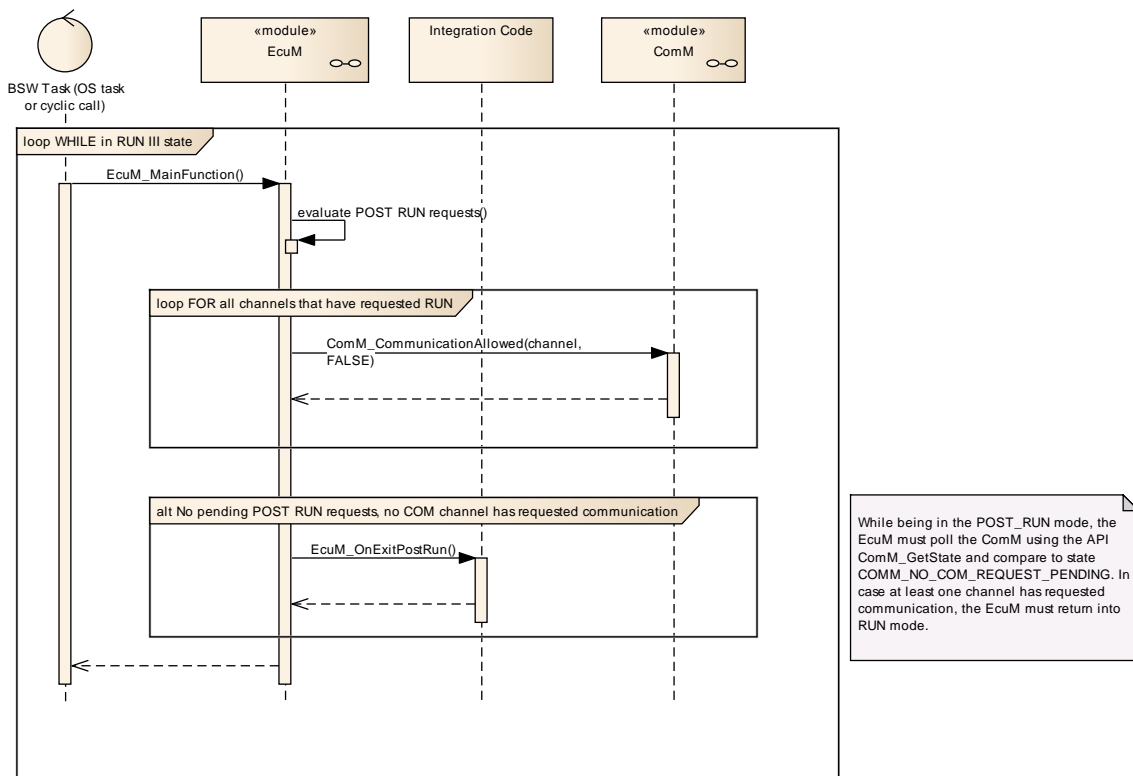 «module»
EcuM
Integration Code
«module»
ComM
BSW Task (OS task
or cyclic call)
loop WHILE in RUN III state
EcuM_MainFunction()
evaluate POST RUN requests()
loop FOR all channels that have requested RUN
ComM_CommunicationAllowed(channel,
FALSE)
alt No pending POST RUN requests, no COM channel has requested communication
EcuM_OnExitPostRun()
While being in the POST_RUN mode, the
EcuM must poll the ComM using the API
ComM_GetState and compare to state
COMM_NO_COM_REQUEST_PENDING. In
case at least one channel has requested
communication, the EcuM must return into
RUN mode.